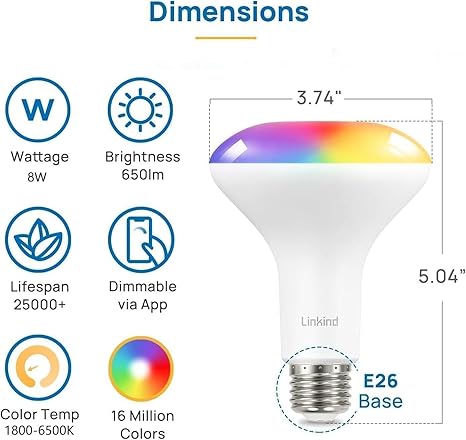 Dimensions
W
Wattage
8W
Brightness
650lm
3.74"
Lifespan
25000+
Dimmable
via App
5.04"
Linkind
Color Temp
1800-6500K
16 Million
Colors
E26
Base